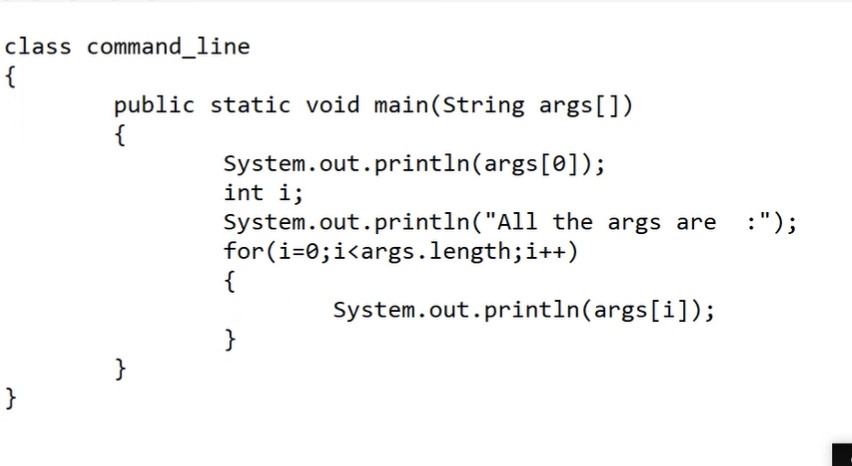 class command_line
{
public static void main(String args[])
{
System.out.println(args[0]);
int i;
System.out.println("All the args are  :");
for(i=0;i<args.length;i++)
{
System.out.println(args[i]);
}
}
}